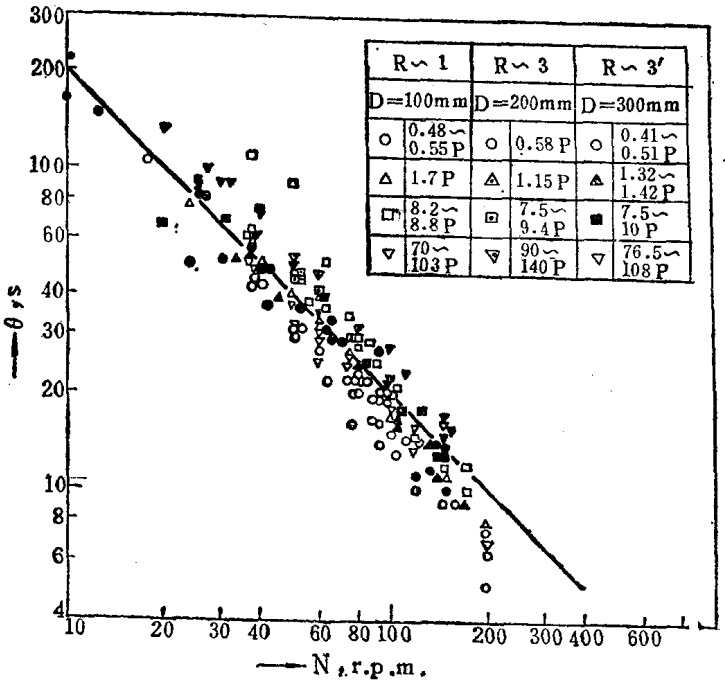 300
200
100
80
60
40
30
20
10
8
6
4
θ, s
R~1 R~3 R~3′
D=100mm D=200mm D=300mm
0.48~ 0.41~
0.55 P 0.58 P 0.51 P
1.7 P 1.15 P 1.32~
1.42 P
8.2~ 7.5~ 7.5~
8.8 P 9.4 P 10 P
70~ 90~ 76.5~
103 P 140 P 108 P
10 20 30 40 60 80 100 200 300 400 600
N, r.p.m.